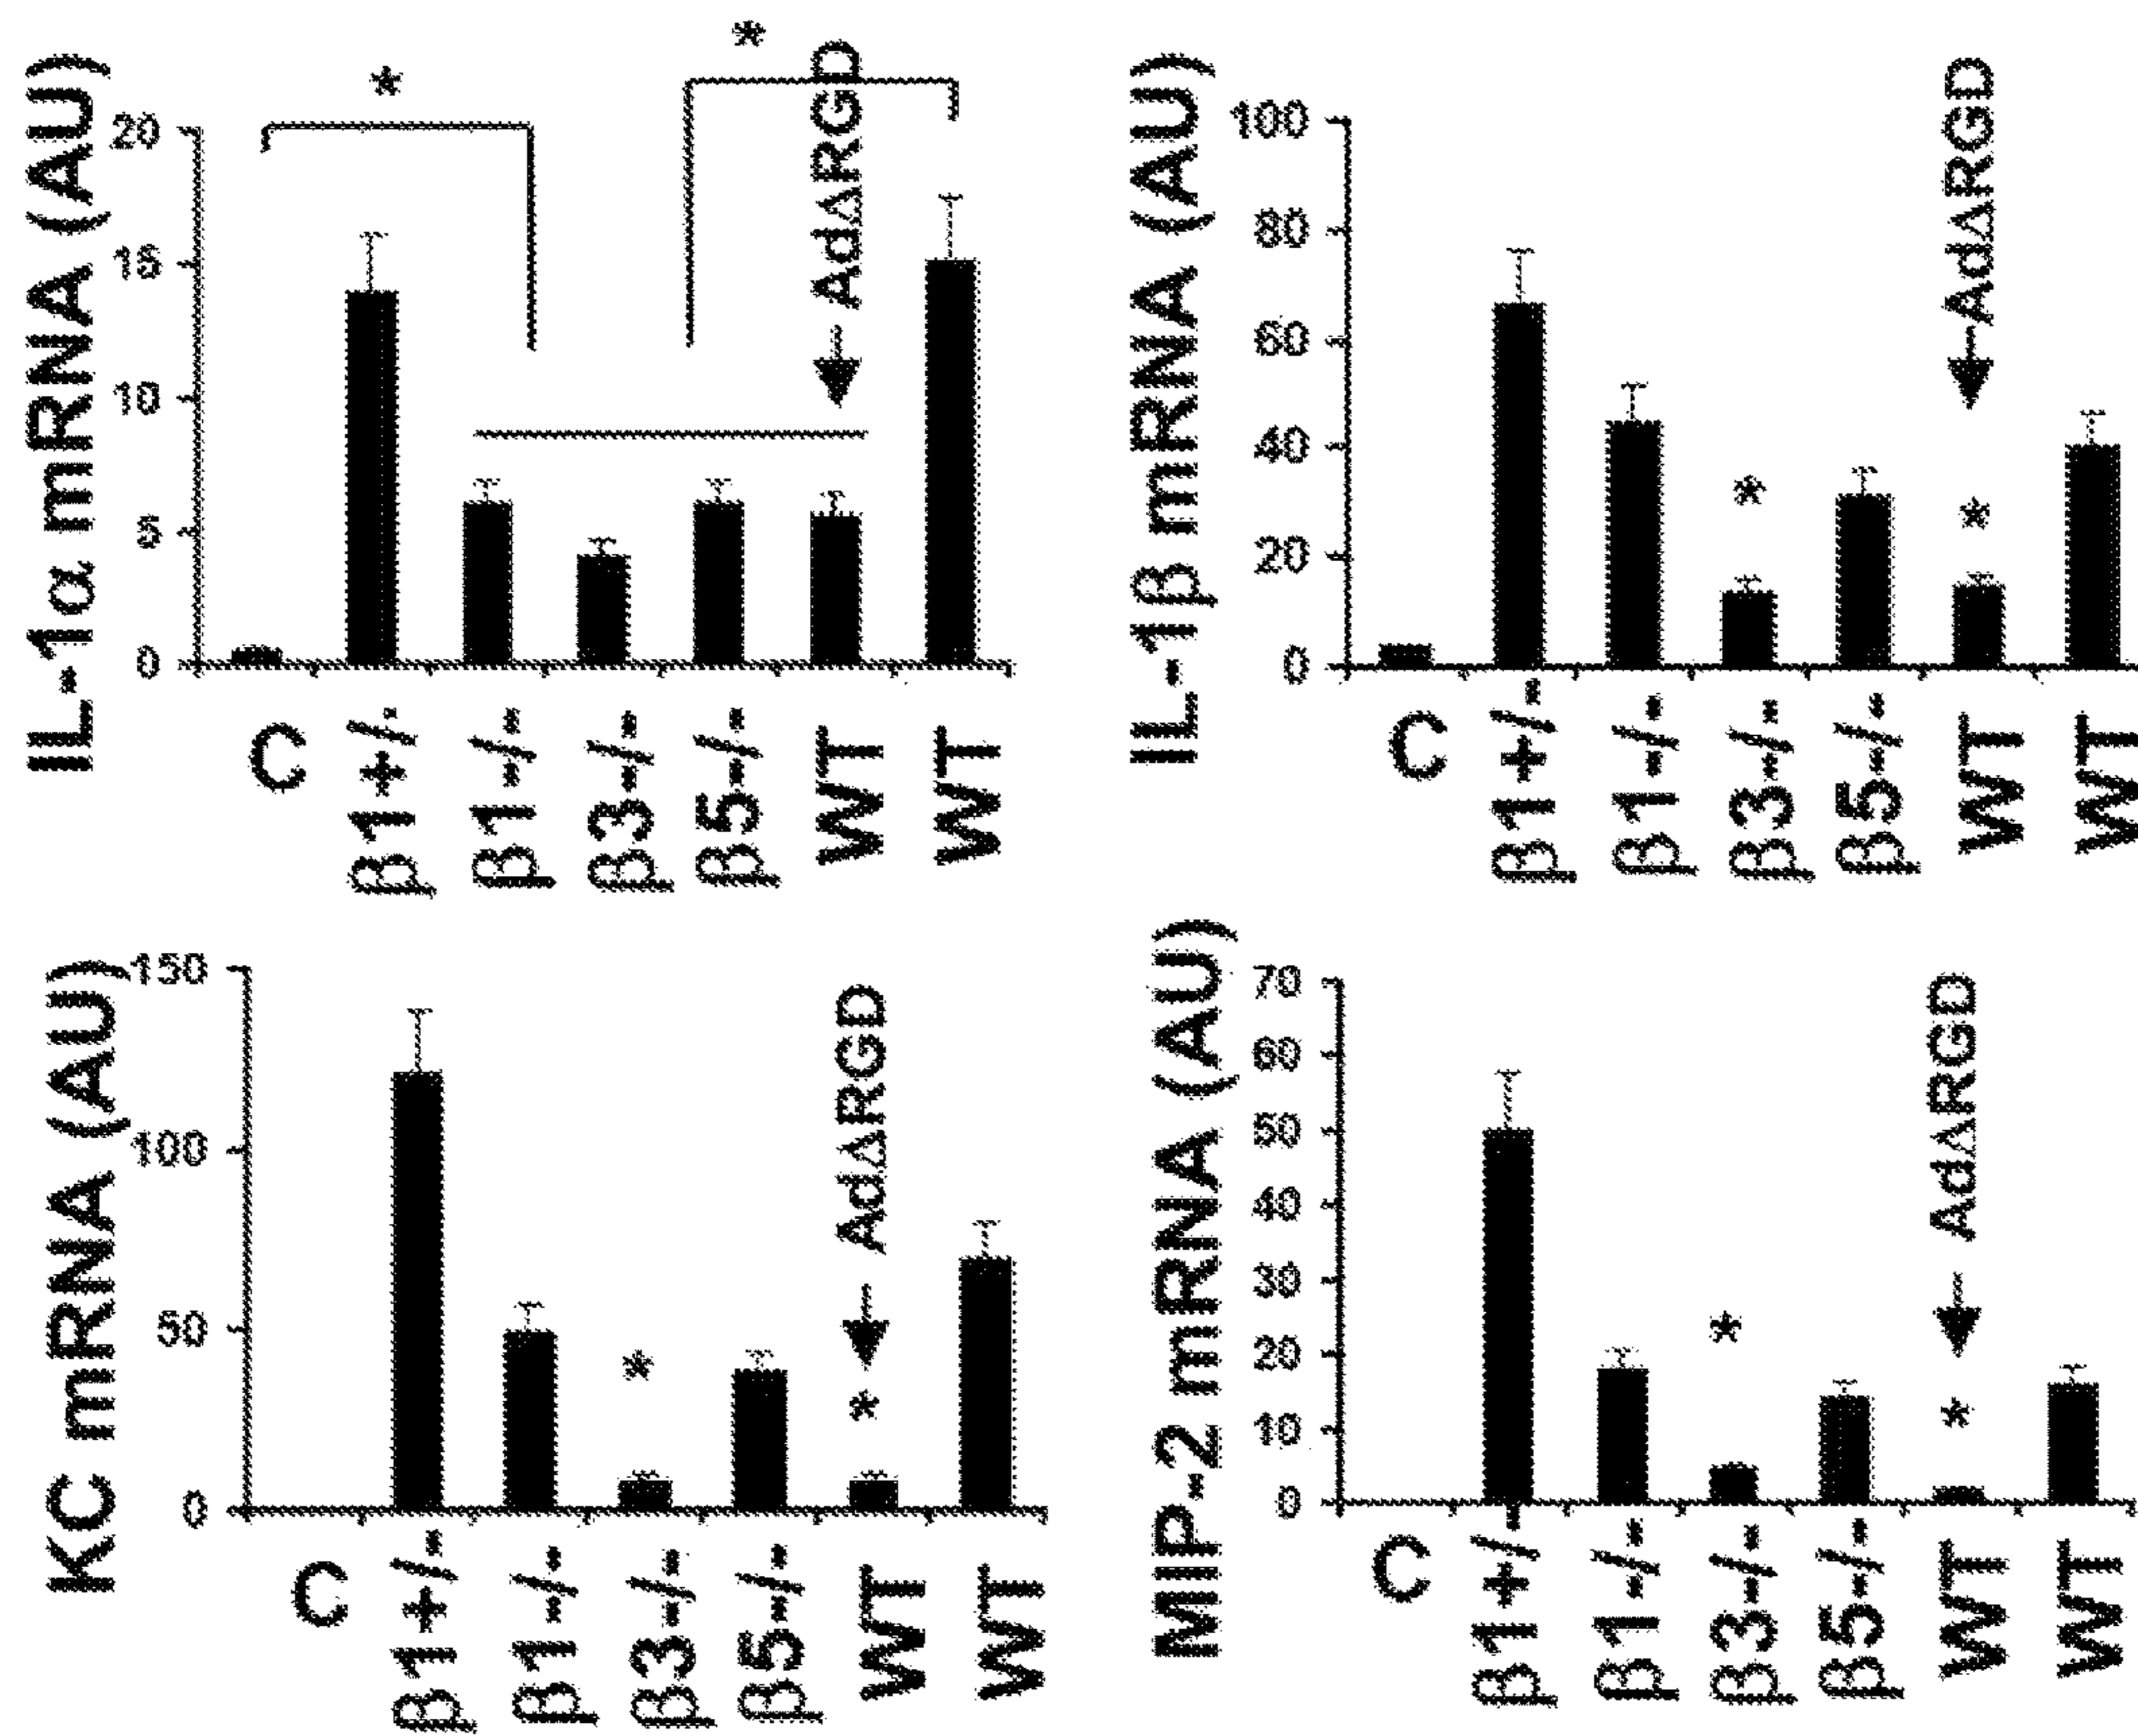 IL-1α mRNA (AU)
20
15
10
5
0
*
*
AdΔRGD
C
β1+/-
β1-/-
β3-/-
β5-/-
WT
WT
IL-1β mRNA (AU)
100
80
60
40
20
0
*
*
AdΔRGD
C
β1+/-
β1-/-
β3-/-
β5-/-
WT
WT
KC mRNA (AU)
150
100
50
0
*
*
AdΔRGD
C
β1+/-
β1-/-
β3-/-
β5-/-
WT
WT
MIP-2 mRNA (AU)
70
60
50
40
30
20
10
0
*
*
AdΔRGD
C
β1+/-
β1-/-
β3-/-
β5-/-
WT
WT